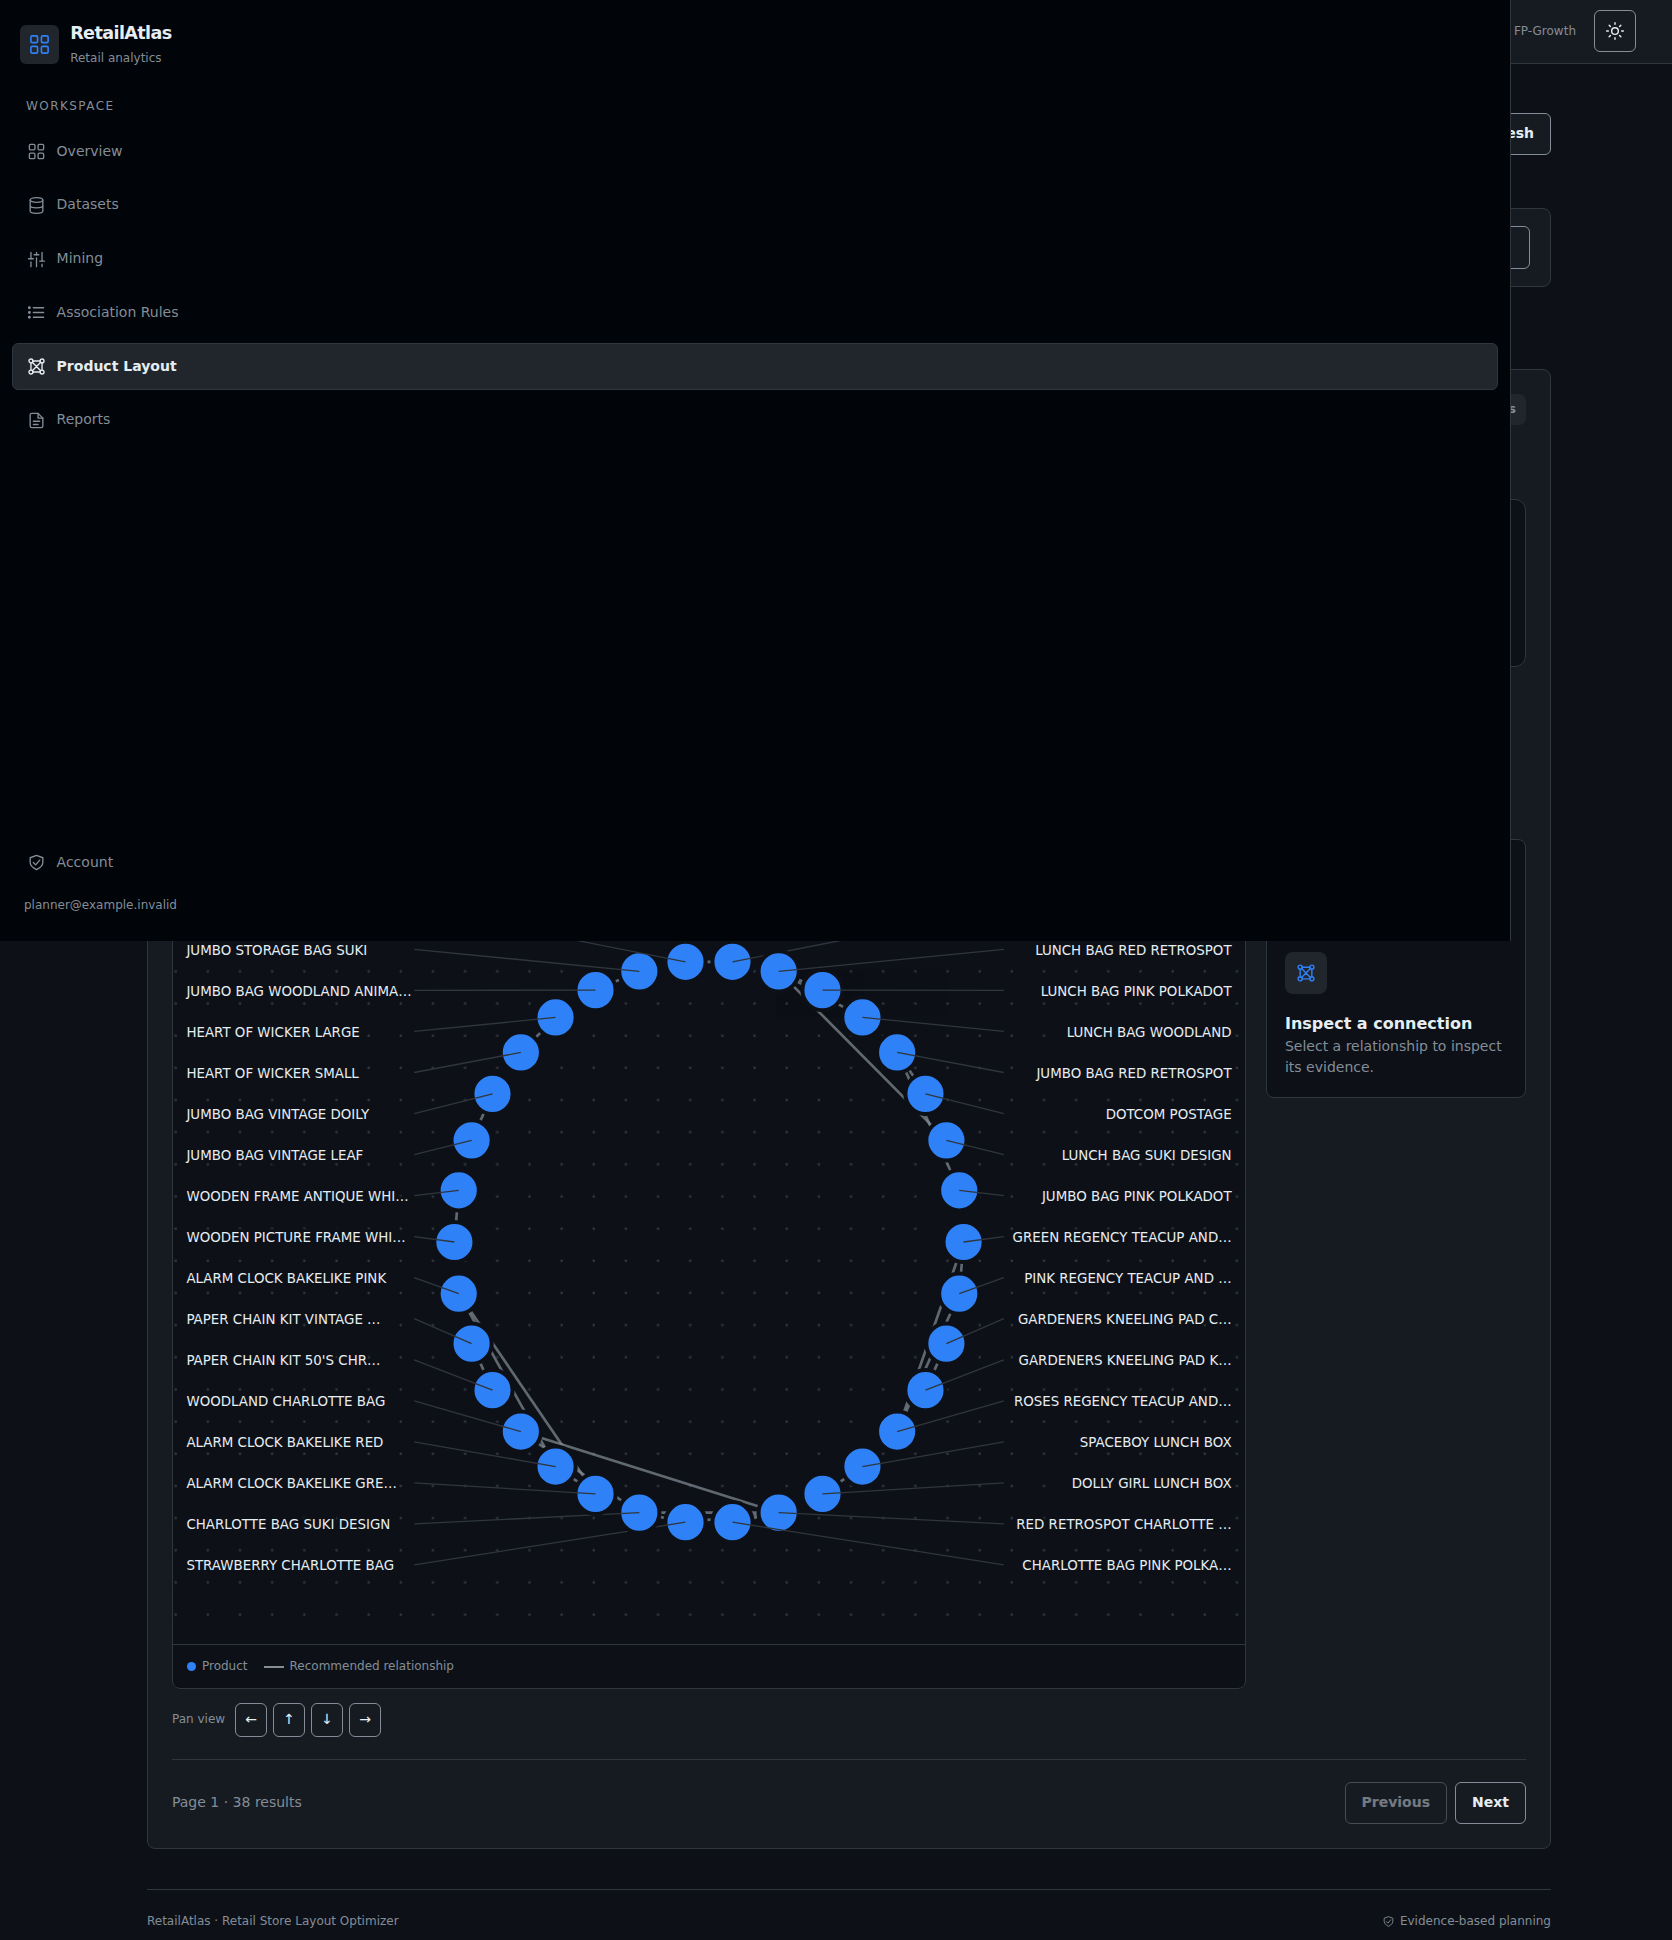 RetailAtlas
Retail analytics
FP-Growth
WORKSPACE
Overview
Datasets
Mining
Association Rules
Product Layout
Reports
Account
planner@example.invalid
JUMBO STORAGE BAG SUKI
LUNCH BAG RED RETROSPOT
JUMBO BAG WOODLAND ANIMA…
LUNCH BAG PINK POLKADOT
HEART OF WICKER LARGE
LUNCH BAG WOODLAND
HEART OF WICKER SMALL
JUMBO BAG RED RETROSPOT
JUMBO BAG VINTAGE DOILY
DOTCOM POSTAGE
JUMBO BAG VINTAGE LEAF
LUNCH BAG SUKI DESIGN
WOODEN FRAME ANTIQUE WHI…
JUMBO BAG PINK POLKADOT
WOODEN PICTURE FRAME WHI…
GREEN REGENCY TEACUP AND…
ALARM CLOCK BAKELIKE PINK
PINK REGENCY TEACUP AND …
PAPER CHAIN KIT VINTAGE …
GARDENERS KNEELING PAD C…
PAPER CHAIN KIT 50'S CHR…
GARDENERS KNEELING PAD K…
WOODLAND CHARLOTTE BAG
ROSES REGENCY TEACUP AND…
ALARM CLOCK BAKELIKE RED
SPACEBOY LUNCH BOX
ALARM CLOCK BAKELIKE GRE…
DOLLY GIRL LUNCH BOX
CHARLOTTE BAG SUKI DESIGN
RED RETROSPOT CHARLOTTE …
STRAWBERRY CHARLOTTE BAG
CHARLOTTE BAG PINK POLKA…
Inspect a connection
Select a relationship to inspect
its evidence.
Product
Recommended relationship
Pan view ← ↑ ↓ →
Page 1 · 38 results
Previous
Next
RetailAtlas · Retail Store Layout Optimizer
Evidence-based planning